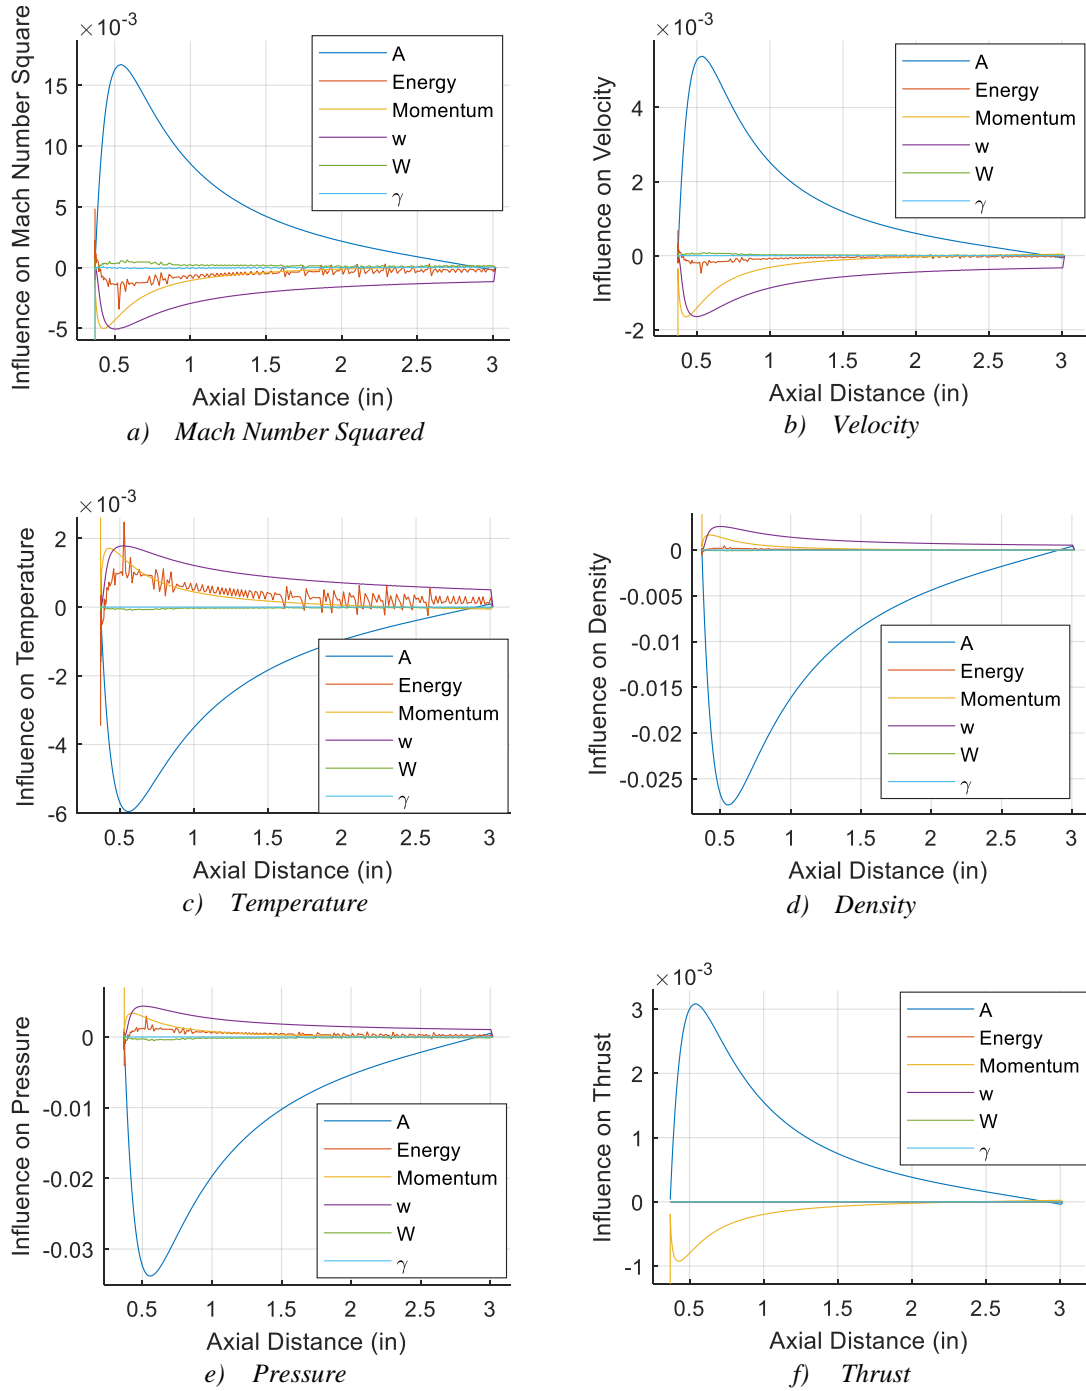 ×10⁻³
Influence on Mach Number Square
15
10
5
0
-5
A
Energy
Momentum
w
W
γ
0.5 1 1.5 2 2.5 3
Axial Distance (in)
a) Mach Number Squared
×10⁻³
Influence on Velocity
4
2
0
-2
A
Energy
Momentum
w
W
γ
0.5 1 1.5 2 2.5 3
Axial Distance (in)
b) Velocity
×10⁻³
Influence on Temperature
2
0
-2
-4
-6
A
Energy
Momentum
w
W
γ
0.5 1 1.5 2 2.5 3
Axial Distance (in)
c) Temperature
Influence on Density
0
-0.005
-0.01
-0.015
-0.02
-0.025
A
Energy
Momentum
w
W
γ
0.5 1 1.5 2 2.5 3
Axial Distance (in)
d) Density
Influence on Pressure
0
-0.01
-0.02
-0.03
A
Energy
Momentum
w
W
γ
0.5 1 1.5 2 2.5 3
Axial Distance (in)
e) Pressure
×10⁻³
Influence on Thrust
3
2
1
0
-1
A
Energy
Momentum
w
W
γ
0.5 1 1.5 2 2.5 3
Axial Distance (in)
f) Thrust